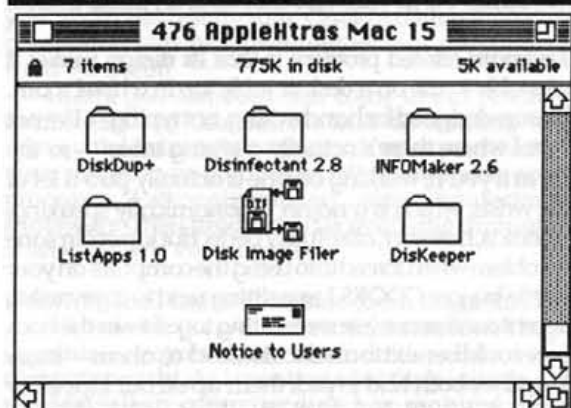 476 AppleXtras Mac 15
7 items 775K in disk 5K available
DiskDup+ Disinfectant 2.8 INFOMaker 2.6
DIF
ListApps 1.0 Disk Image Filer DisKeeper
Notice to Users